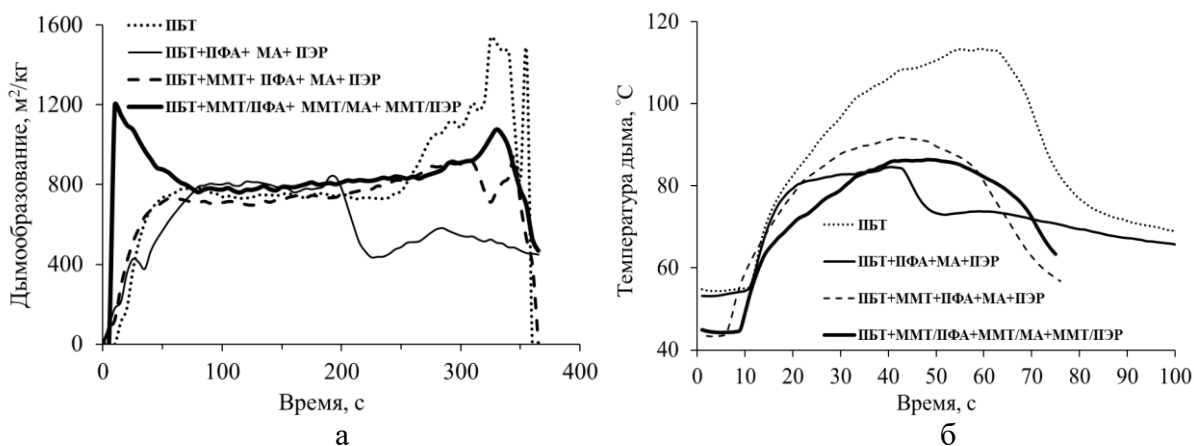 1600
1200
800
400
0
Дымообразование, м²/кг
ПБТ
ПБТ+ПФА+ МА+ ПЭР
ПБТ+ММТ+ ПФА+ МА+ ПЭР
ПБТ+ММТ/ПФА+ ММТ/МА+ ММТ/ПЭР
0 100 200 300 400
Время, с
а
120
100
80
60
40
Температура дыма, °С
ПБТ
ПБТ+ПФА+МА+ПЭР
ПБТ+ММТ+ПФА+МА+ПЭР
ПБТ+ММТ/ПФА+ММТ/МА+ММТ/ПЭР
0 10 20 30 40 50 60 70 80 90 100
Время, с
б